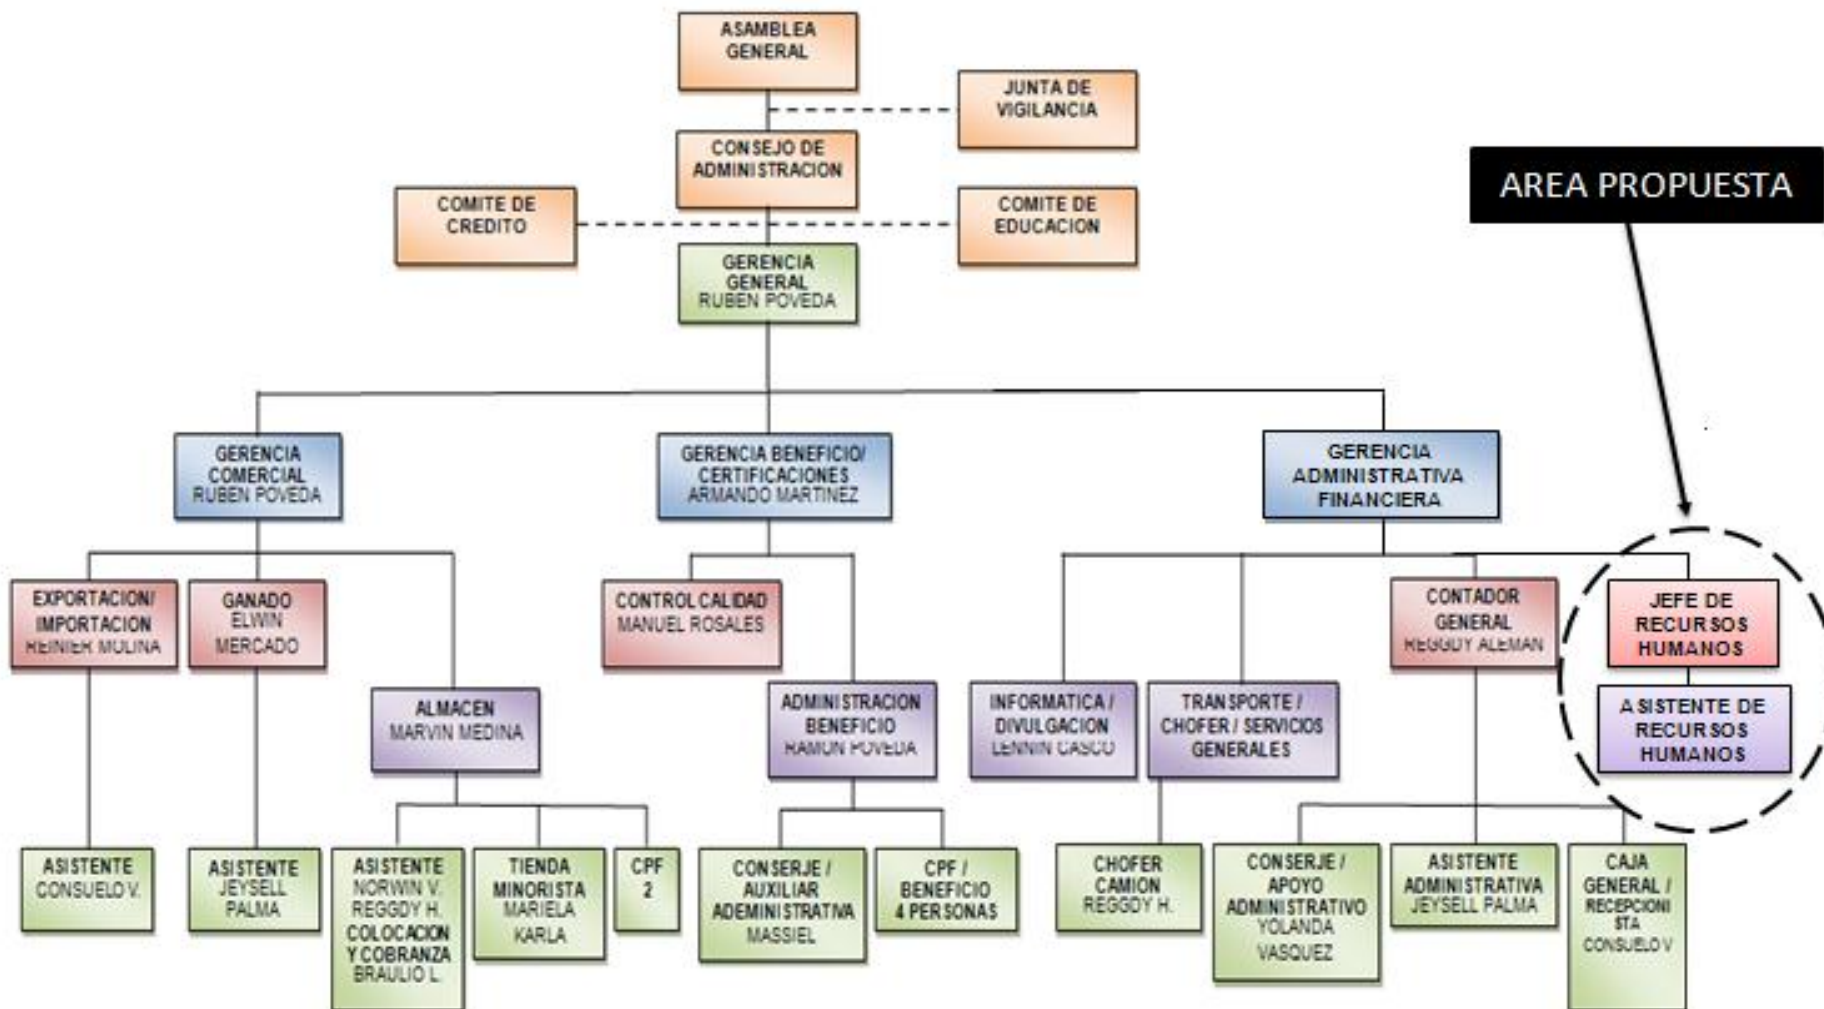 ASAMBLEA
GENERAL
JUNTA DE
VIGILANCIA
CONSEJO DE
ADMINISTRACION
COMITE DE
CREDITO
COMITE DE
EDUCACION
AREA PROPUESTA
GERENCIA
GENERAL
RUBEN POVEDA
GERENCIA
COMERCIAL
RUBEN POVEDA
GERENCIA BENEFICIO/
CERTIFICACIONES
ARMANDO MARTINEZ
GERENCIA
ADMINISTRATIVA
FINANCIERA
EXPORTACION/
IMPORTACION
REINIER MOLINA
GANADO
ELWIN
MERCADO
CONTROL CALIDAD
MANUEL ROSALES
CONTADOR
GENERAL
REGGDY ALEMAN
JEFE DE
RECURSOS
HUMANOS
ALMACEN
MARVIN MEDINA
ADMINISTRACION
BENEFICIO
RAMON POVEDA
INFORMATICA /
DIVULGACION
LENNIN CASCO
TRANSPORTE /
CHOFER / SERVICIOS
GENERALES
ASISTENTE DE
RECURSOS
HUMANOS
ASISTENTE
CONSUELO V.
ASISTENTE
JEYSELL
PALMA
ASISTENTE
NORWIN V.
REGGDY H.
COLOCACION
Y COBRANZA
BRAULIO L.
TIENDA
MINORISTA
MARIELA
KARLA
CPF
2
CONSERJE /
AUXILIAR
ADEMINISTRATIVA
MASSIEL
CPF /
BENEFICIO
4 PERSONAS
CHOFER
CAMION
REGGDY H.
CONSERJE /
APOYO
ADMINISTRATIVO
YOLANDA
VASQUEZ
ASISTENTE
ADMINISTRATIVA
JEYSELL PALMA
CAJA
GENERAL /
RECEPCIONI
STA
CONSUELO V